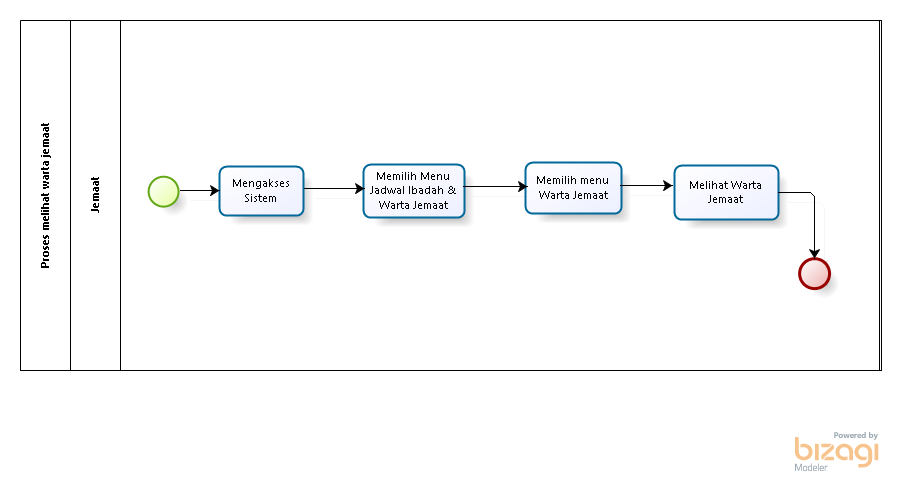 Proses melihat warta jemaat
Jemaat
Mengakses
Sistem
Memilih Menu
Jadwal Ibadah &
Warta Jemaat
Memilih menu
Warta Jemaat
Melihat Warta
Jemaat
Powered by
bizagi
Modeler